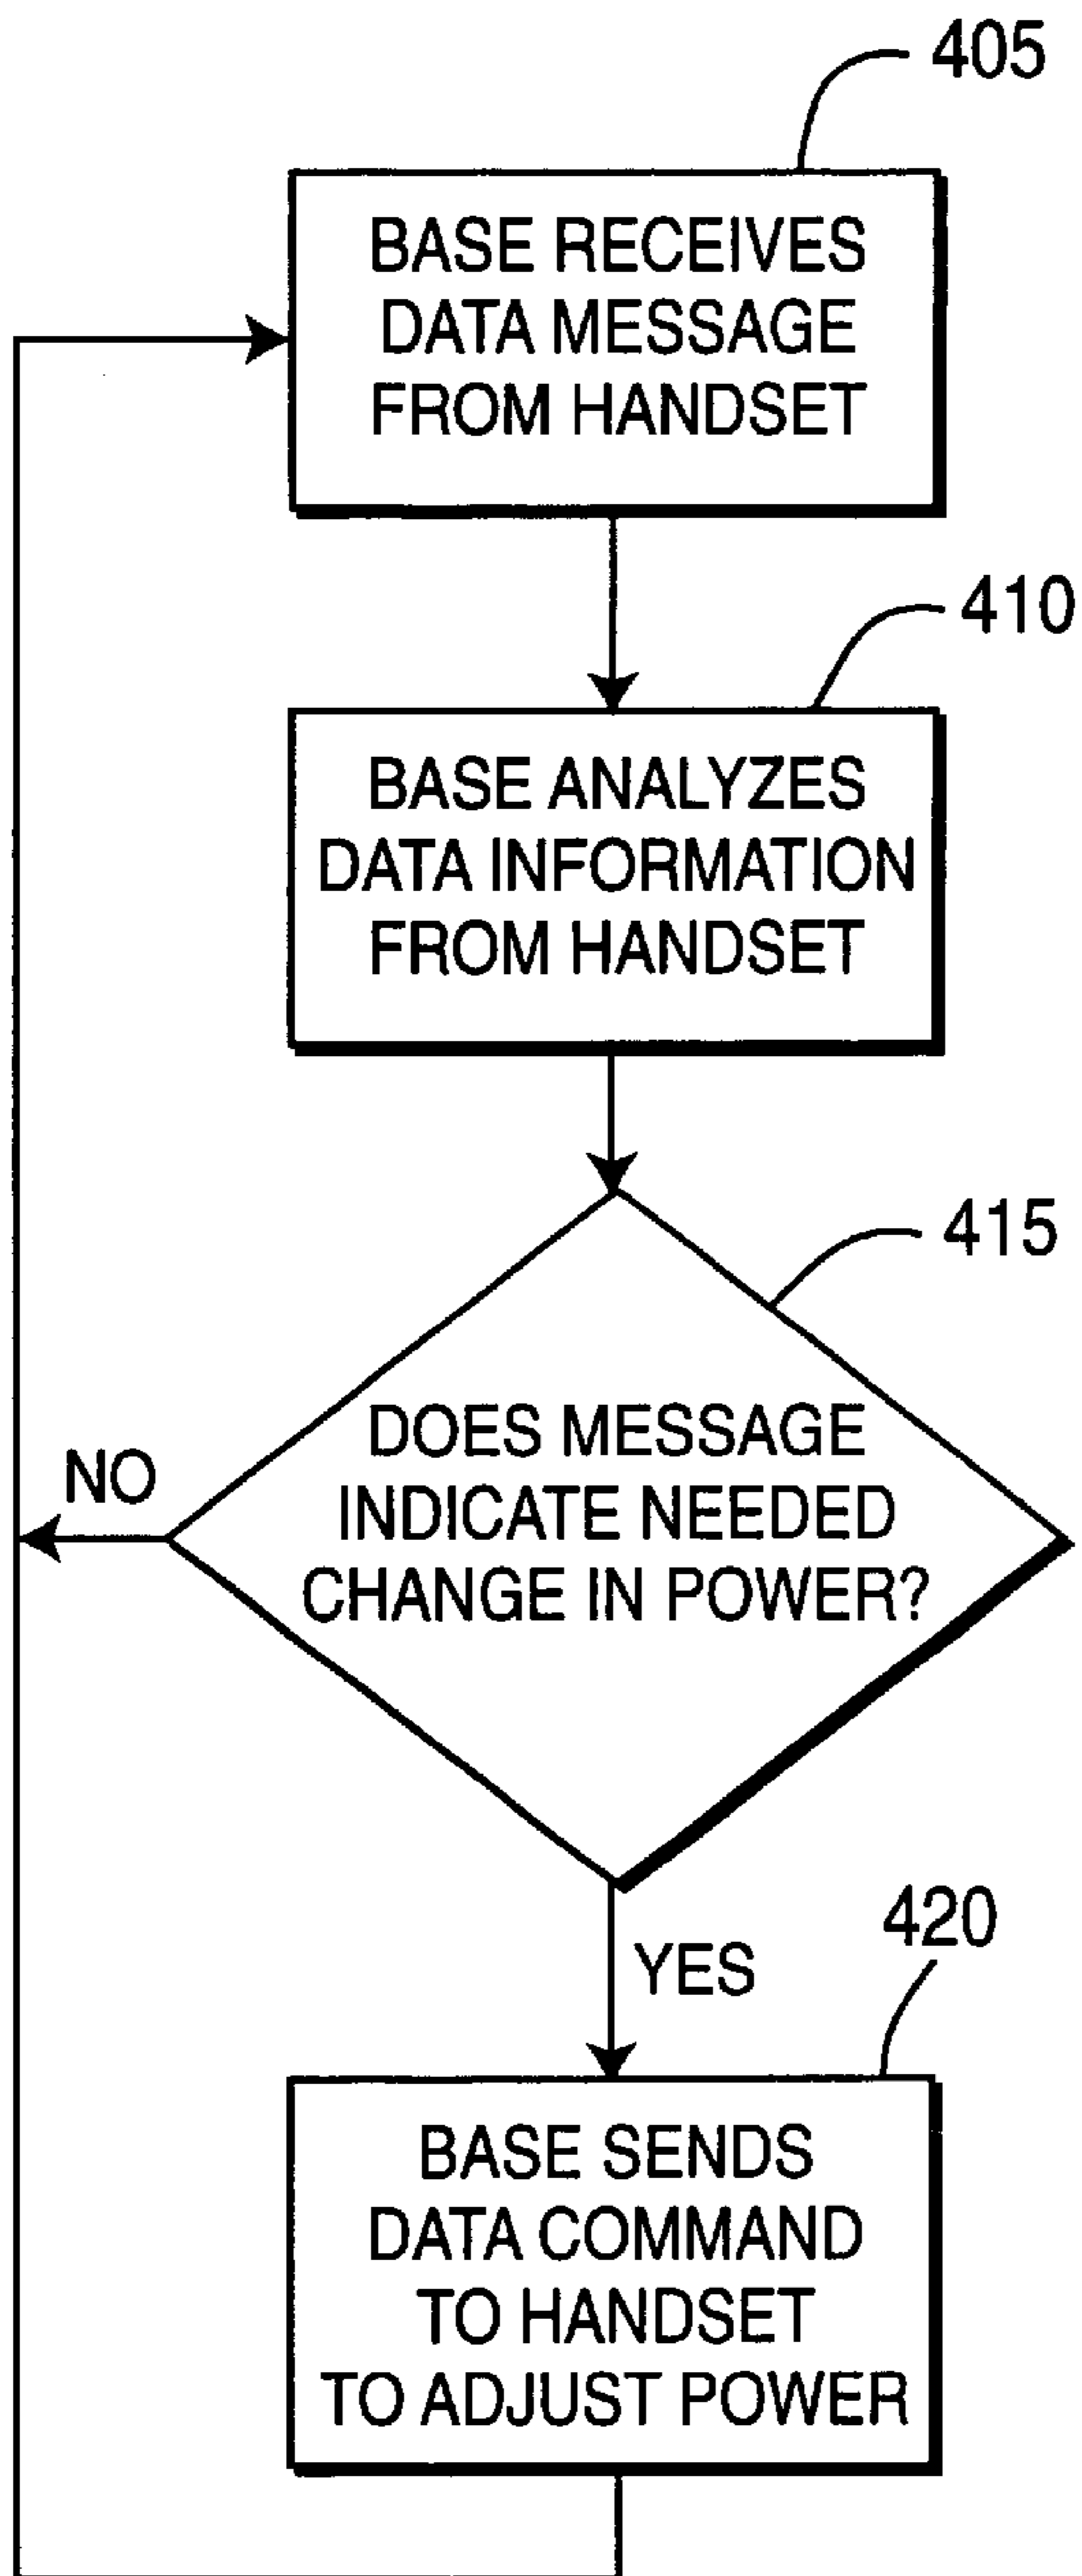 405
BASE RECEIVES
DATA MESSAGE
FROM HANDSET
410
BASE ANALYZES
DATA INFORMATION
FROM HANDSET
415
DOES MESSAGE
INDICATE NEEDED
CHANGE IN POWER?
NO
YES
420
BASE SENDS
DATA COMMAND
TO HANDSET
TO ADJUST POWER